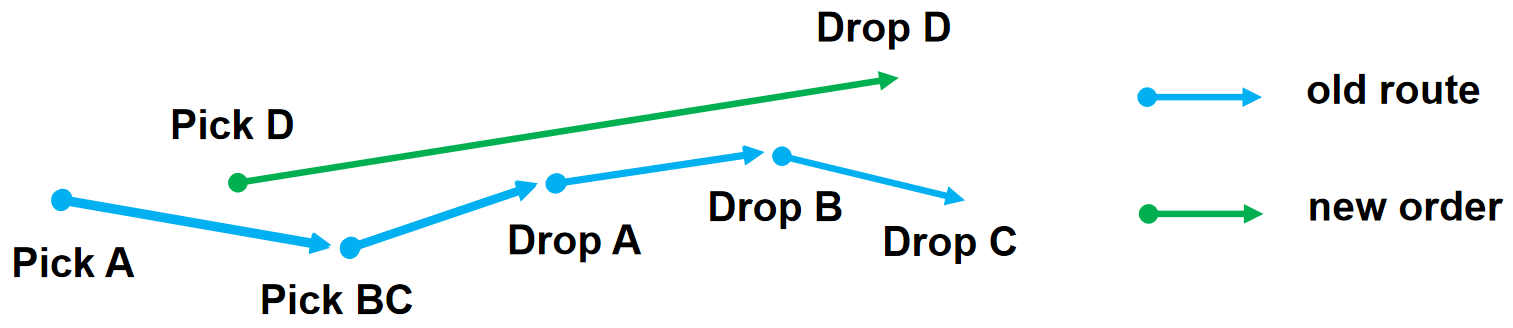 Drop D
Pick D
old route
Drop B
new order
Drop A
Drop C
Pick A
Pick BC